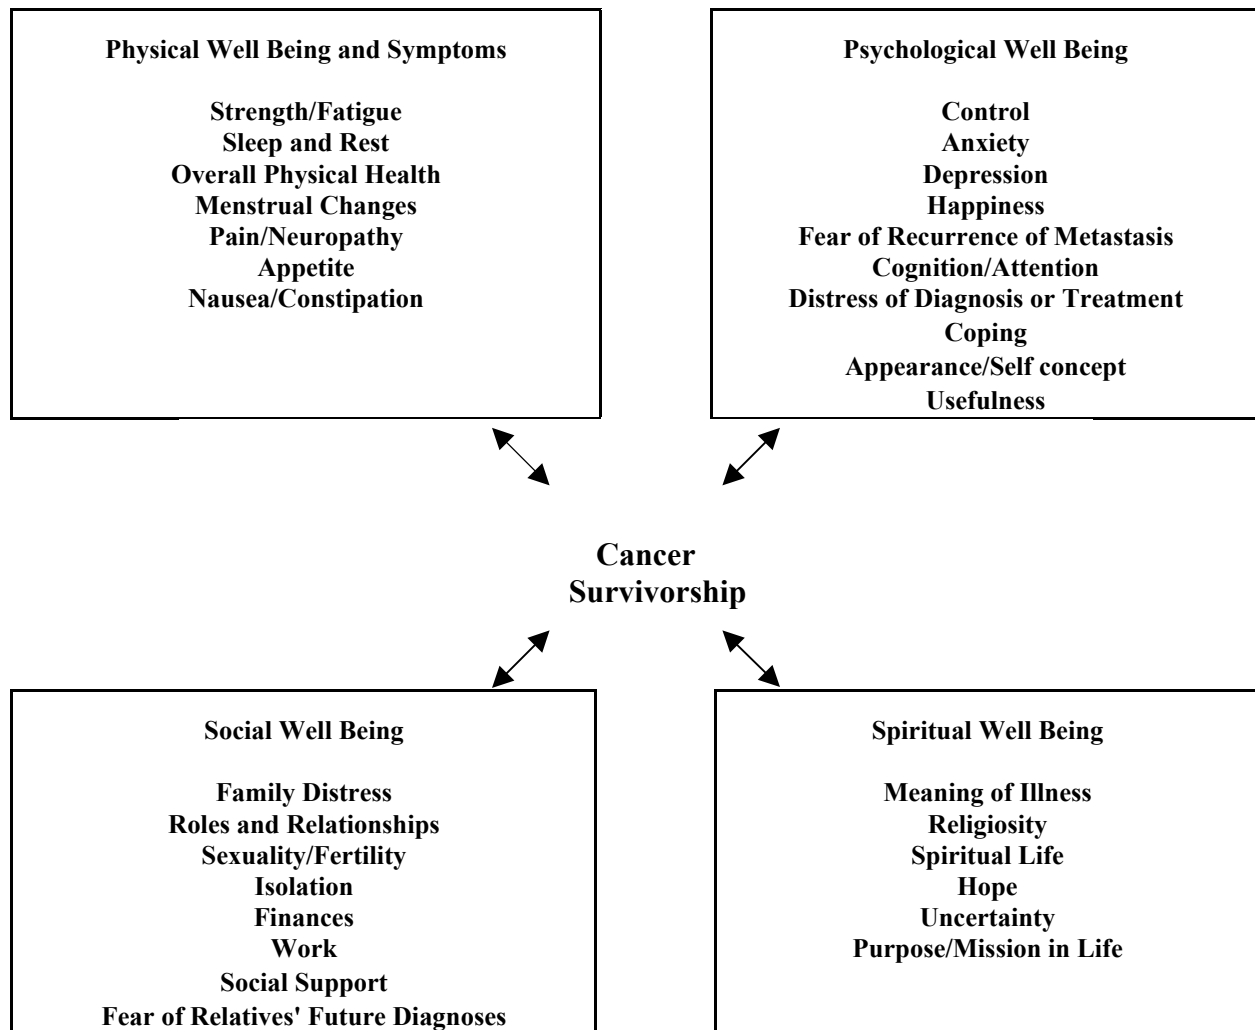 Physical Well Being and Symptoms
Strength/Fatigue
Sleep and Rest
Overall Physical Health
Menstrual Changes
Pain/Neuropathy
Appetite
Nausea/Constipation
Psychological Well Being
Control
Anxiety
Depression
Happiness
Fear of Recurrence of Metastasis
Cognition/Attention
Distress of Diagnosis or Treatment
Coping
Appearance/Self concept
Usefulness
Cancer
Survivorship
Social Well Being
Family Distress
Roles and Relationships
Sexuality/Fertility
Isolation
Finances
Work
Social Support
Fear of Relatives' Future Diagnoses
Spiritual Well Being
Meaning of Illness
Religiosity
Spiritual Life
Hope
Uncertainty
Purpose/Mission in Life